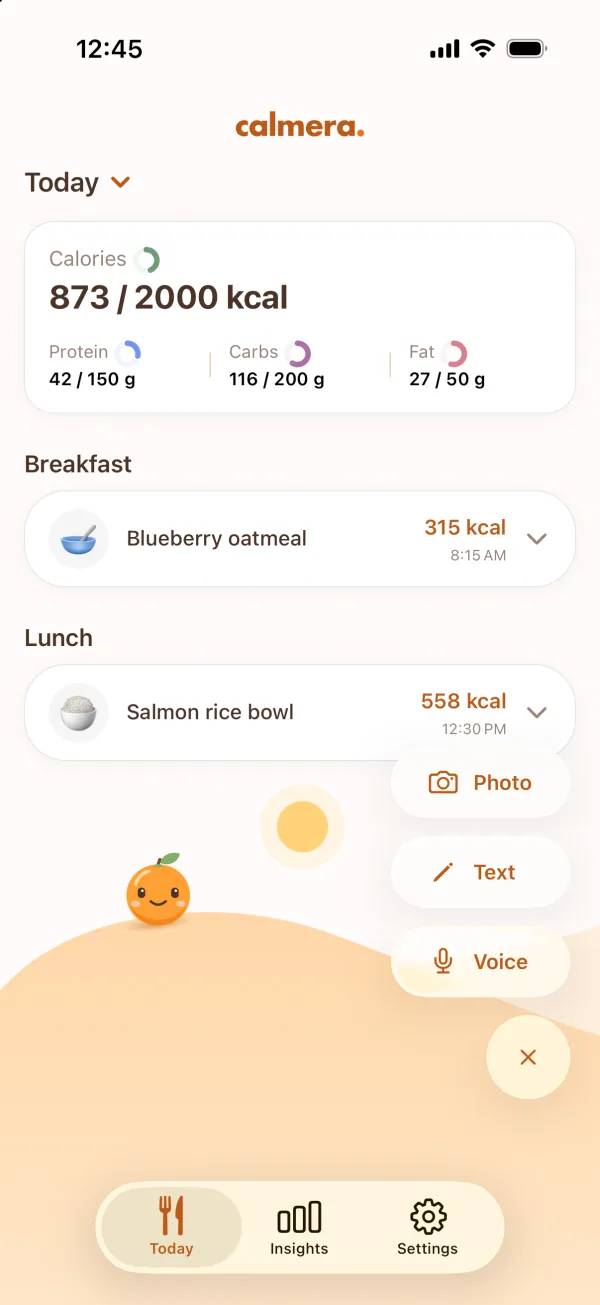 12:45
calmera.
Today
Calories
873 / 2000 kcal
Protein
42 / 150 g
Carbs
116 / 200 g
Fat
27 / 50 g
Breakfast
Blueberry oatmeal
315 kcal
8:15 AM
Lunch
Salmon rice bowl
558 kcal
12:30 PM
Photo
Text
Voice
Today
Insights
Settings